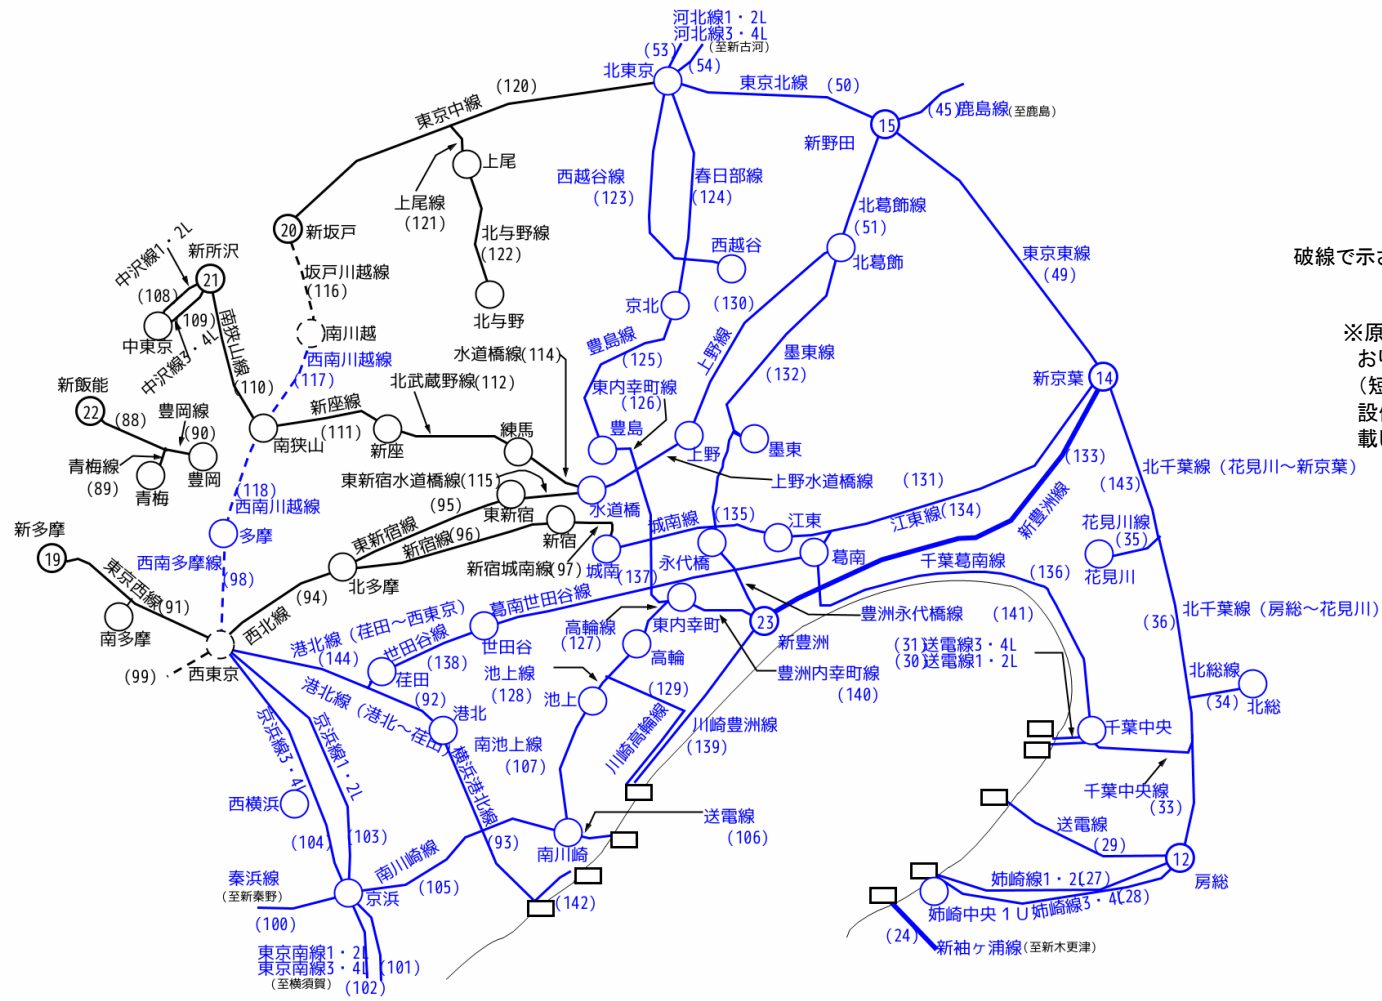 河北線1・2L
河北線3・4L
(至新古河)
(53)
(54)
北東京
東京北線
(50)
(120)
東京中線
(45)
鹿島線(至鹿島)
15
新野田
上尾
上尾線
(121)
北与野線
(122)
北与野
西越谷線
(123)
春日部線
(124)
北葛飾線
(51)
北葛飾
西越谷
東京東線
(49)
破線で示さ
20
新坂戸
坂戸川越線
(116)
中沢線1・2L
新所沢
21
(108)
(109)
中東京
中沢線3・4L
南狭山線
(110)
南川越
西南川越線
(117)
京北
(130)
豊島線
(125)
上野線
墨東線
(132)
※原
おり
(短
設備
載し
水道橋線(114)
北武蔵野線(112)
東内幸町線
(126)
新京葉
14
新飯能
22
(88)
豊岡線
(90)
新座線
(111)
南狭山
新座
練馬
豊島
上野
墨東
青梅線
(89)
青梅
豊岡
東新宿水道橋線(115)
上野水道橋線
(131)
(133)
北千葉線(花見川～新京葉)
(143)
(118)
西南川越線
(95)
東新宿
水道橋
城南線
(135)
江東
江東線(134)
新豊洲線
花見川線
(35)
花見川
新多摩
19
多摩
東新宿線
新宿線(96)
新宿
西南多摩線
(98)
北多摩
新宿城南線(97)
城南
(137)
永代橋
葛南
千葉葛南線
(136)
東京西線
(91)
南多摩
(94)
西北線
葛南世田谷線
豊洲永代橋線
(141)
北千葉線(房総～花見川)
(36)
港北線(荏田～西東京)
(144)
世田谷線
(138)
世田谷
高輪線
(127)
東内幸町
23
新豊洲
(31)送電線3・4L
(30)送電線1・2L
(99)
西東京
荏田
(92)
港北線(港北～荏田)
港北
池上線
(128)
高輪
豊洲内幸町線
(140)
北総線
(34)
北総
池上
(129)
川崎高輪線
川崎豊洲線
(139)
千葉中央
京浜線3・4L
京浜線1・2L
南池上線
(107)
横浜港北線
千葉中央線
(33)
西横浜
(104)
(103)
(93)
南川崎
送電線
(106)
送電線
(29)
12
房総
南川崎線
(105)
秦浜線
(至新秦野)
(100)
京浜
(142)
姉崎線1・2L
(27)
姉崎中央1U
姉崎線3・4L
(28)
(24)
新袖ヶ浦線(至新木更津)
東京南線1・2L
東京南線3・4L
(101)
(至横須賀)
(102)